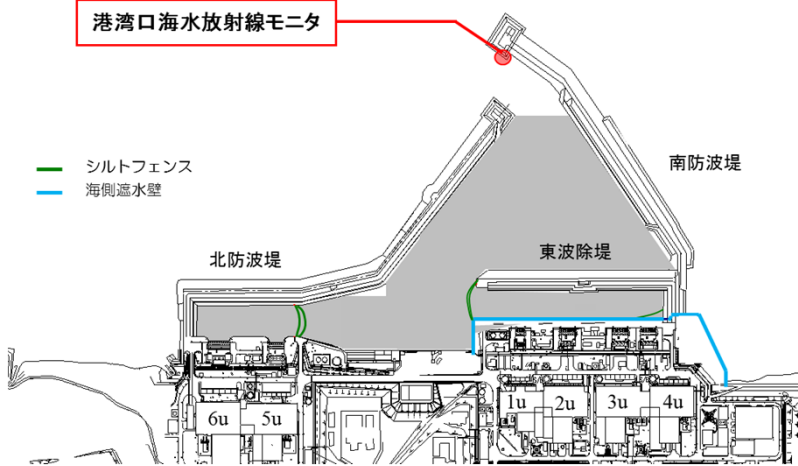 港湾口海水放射線モニタ
シルトフェンス
海側遮水壁
南防波堤
北防波堤
東波除堤
6u
5u
1u
2u
3u
4u